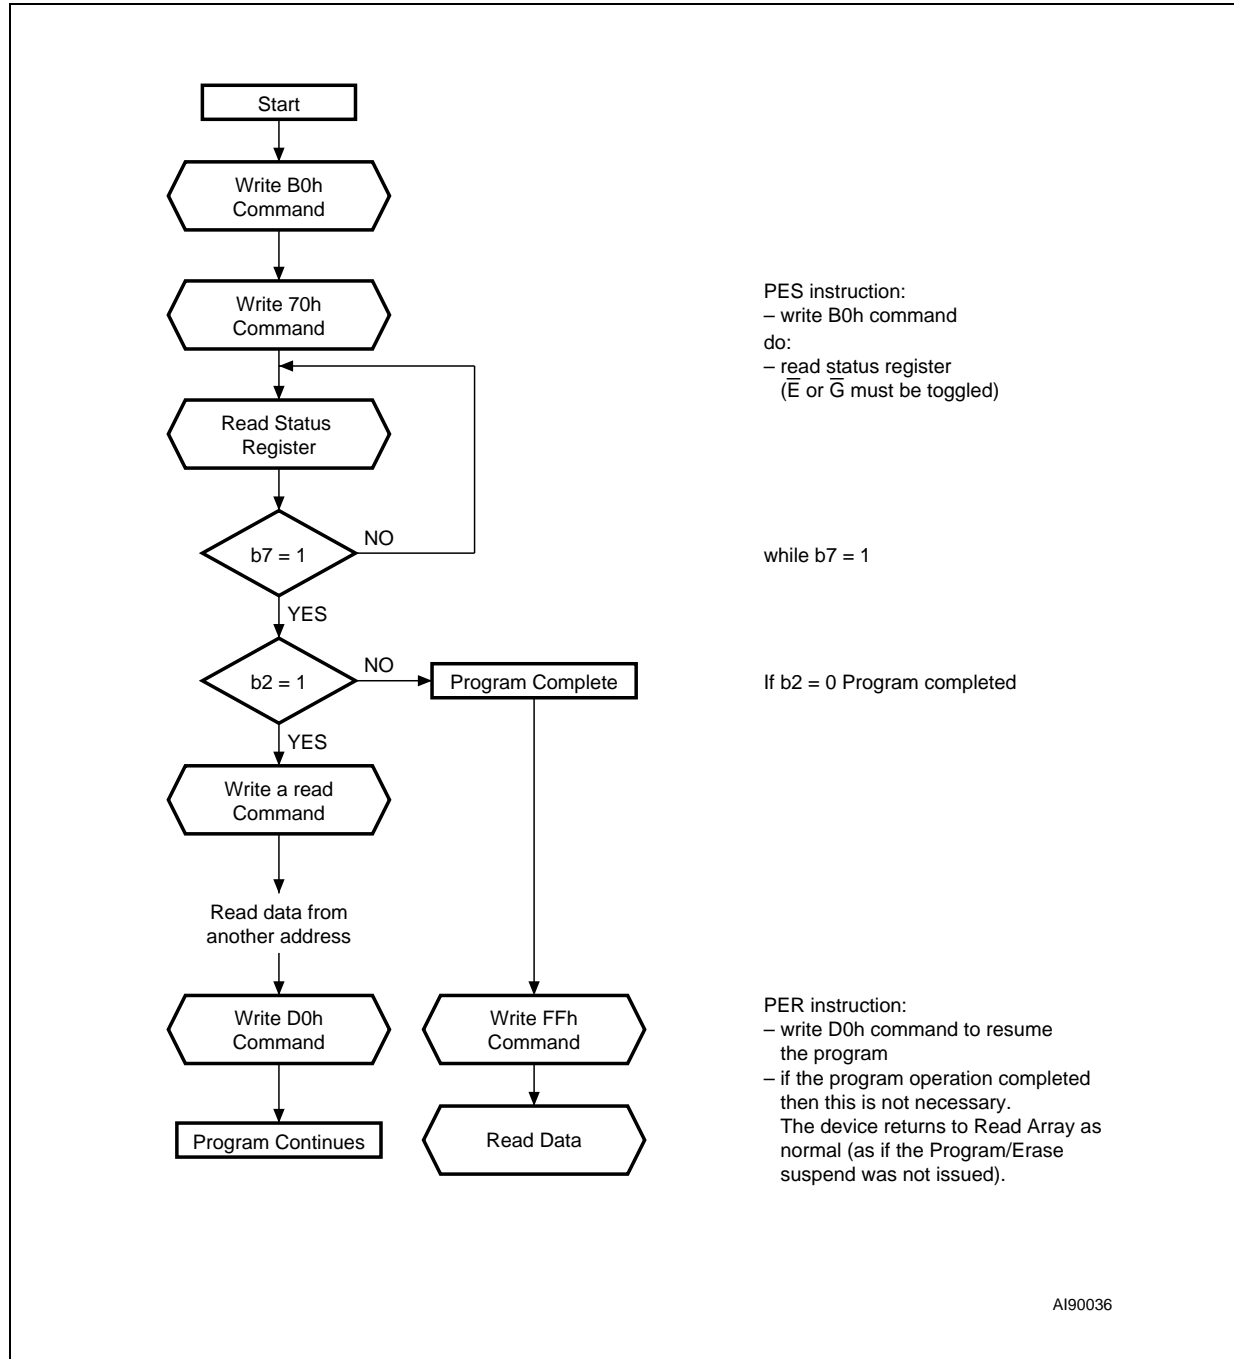 Start
Write B0h
Command
Write 70h
Command
PES instruction:
– write B0h command
do:
– read status register
(E̅ or G̅ must be toggled)
Read Status
Register
b7 = 1
NO
while b7 = 1
YES
b2 = 1
NO
Program Complete
If b2 = 0 Program completed
YES
Write a read
Command
Read data from
another address
Write D0h
Command
Write FFh
Command
PER instruction:
– write D0h command to resume
the program
– if the program operation completed
then this is not necessary.
The device returns to Read Array as
normal (as if the Program/Erase
suspend was not issued).
Program Continues
Read Data
AI90036